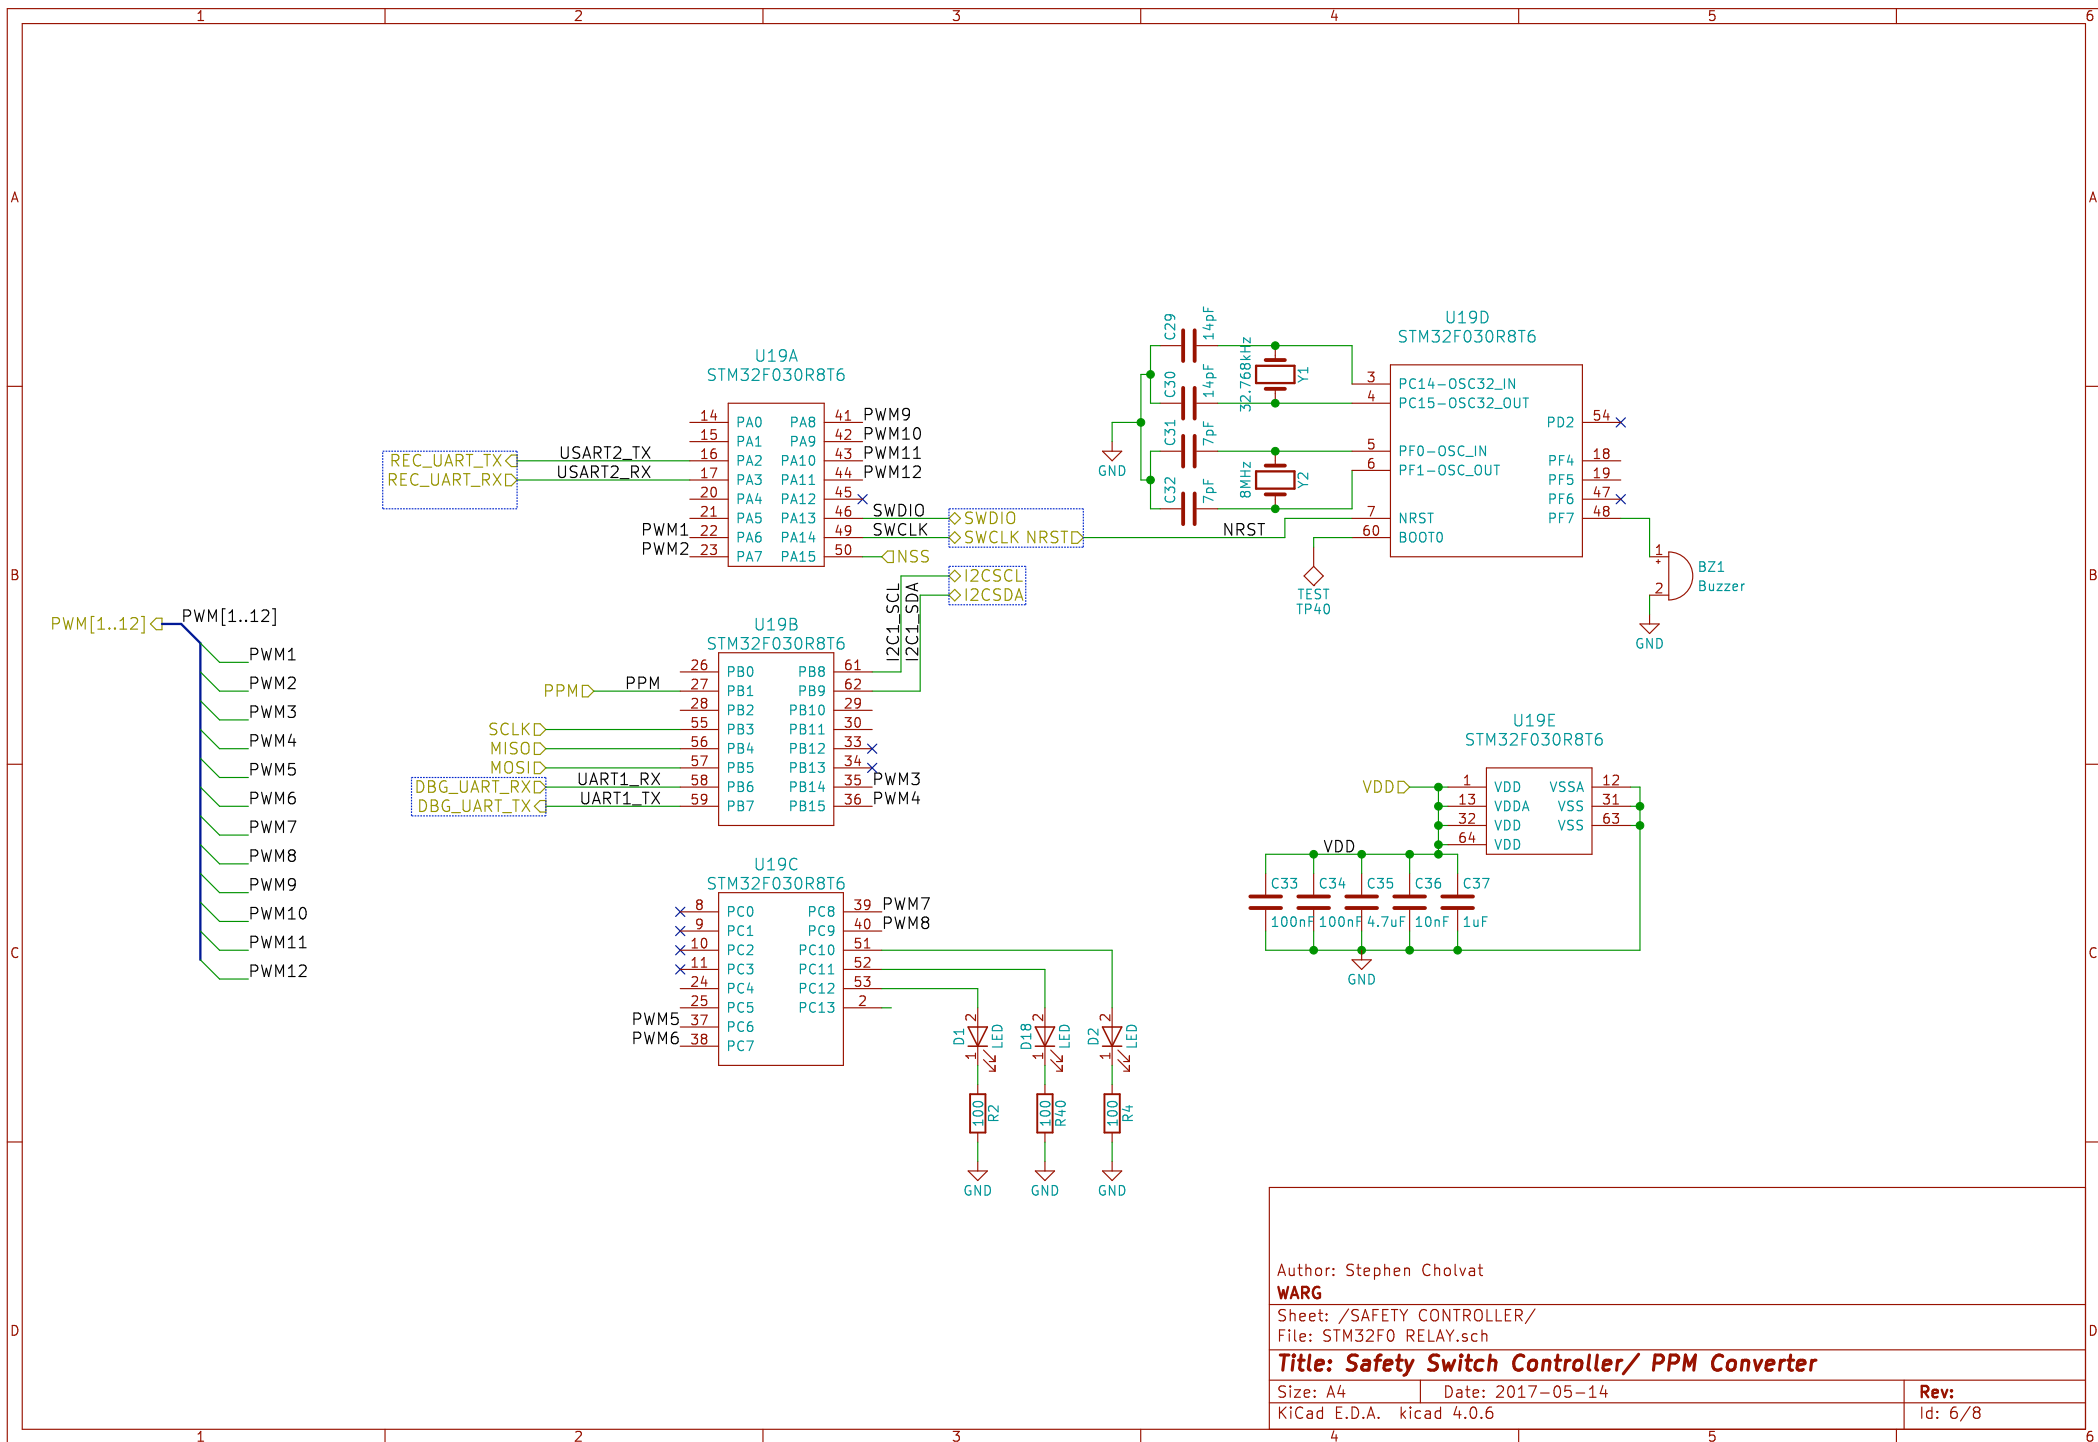 1 2 3 4 5 6
A
B
C
D
A
B
C
D
PWM[1..12]
PWM[1..12]
PWM1
PWM2
PWM3
PWM4
PWM5
PWM6
PWM7
PWM8
PWM9
PWM10
PWM11
PWM12
U19A
STM32F030R8T6
14 PA0 PA8 41 PWM9
15 PA1 PA9 42 PWM10
REC_UART_TX USART2_TX 16 PA2 PA10 43 PWM11
REC_UART_RX USART2_RX 17 PA3 PA11 44 PWM12
20 PA4 PA12 45
21 PA5 PA13 46 SWDIO SWDIO
PWM1 22 PA6 PA14 49 SWCLK SWCLK NRST NRST
PWM2 23 PA7 PA15 50 NSS
I2CSCL
I2CSDA
I2C1_SCL
I2C1_SDA
U19B
STM32F030R8T6
26 PB0 PB8 61
PPM PPM 27 PB1 PB9 62
28 PB2 PB10 29
SCLK 55 PB3 PB11 30
MISO 56 PB4 PB12 33
MOSI 57 PB5 PB13 34
DBG_UART_RX UART1_RX 58 PB6 PB14 35 PWM3
DBG_UART_TX UART1_TX 59 PB7 PB15 36 PWM4
U19C
STM32F030R8T6
8 PC0 PC8 39 PWM7
9 PC1 PC9 40 PWM8
10 PC2 PC10 51
11 PC3 PC11 52
24 PC4 PC12 53
25 PC5 PC13 2
PWM5 37 PC6
PWM6 38 PC7
2 D1 LED 1
2 D18 LED 1
2 D2 LED 1
100 R2
100 R40
100 R4
GND GND GND
C29 14pF
C30 14pF
C31 7pF
C32 7pF
GND
32.768kHz Y1
8MHz Y2
U19D
STM32F030R8T6
3 PC14-OSC32_IN
4 PC15-OSC32_OUT
PD2 54
5 PF0-OSC_IN PF4 18
6 PF1-OSC_OUT PF5 19
PF6 47
7 NRST PF7 48
60 BOOT0
TEST
TP40
1
+
2
BZ1
Buzzer
GND
U19E
STM32F030R8T6
VDD 1 VDD VSSA 12
13 VDDA VSS 31
32 VDD VSS 63
64 VDD
VDD
C33 C34 C35 C36 C37
100nF 100nF 4.7uF 10nF 1uF
GND
Author: Stephen Cholvat
WARG
Sheet: /SAFETY CONTROLLER/
File: STM32F0 RELAY.sch
Title: Safety Switch Controller/ PPM Converter
Size: A4 Date: 2017-05-14 Rev:
KiCad E.D.A. kicad 4.0.6 Id: 6/8
1 2 3 4 5 6